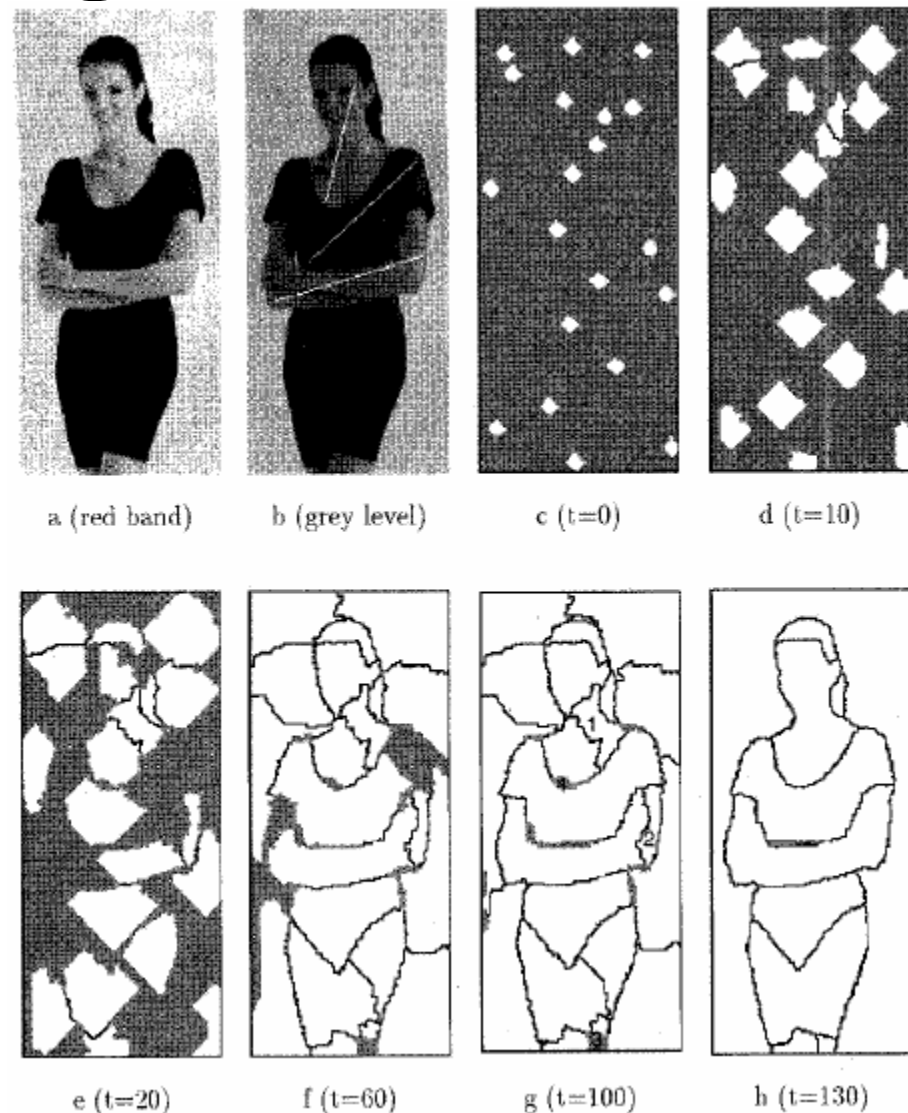 a (red band) b (grey level) c (t=0) d (t=10)
1
2
3
e (t=20) f (t=60) g (t=100) h (t=130)